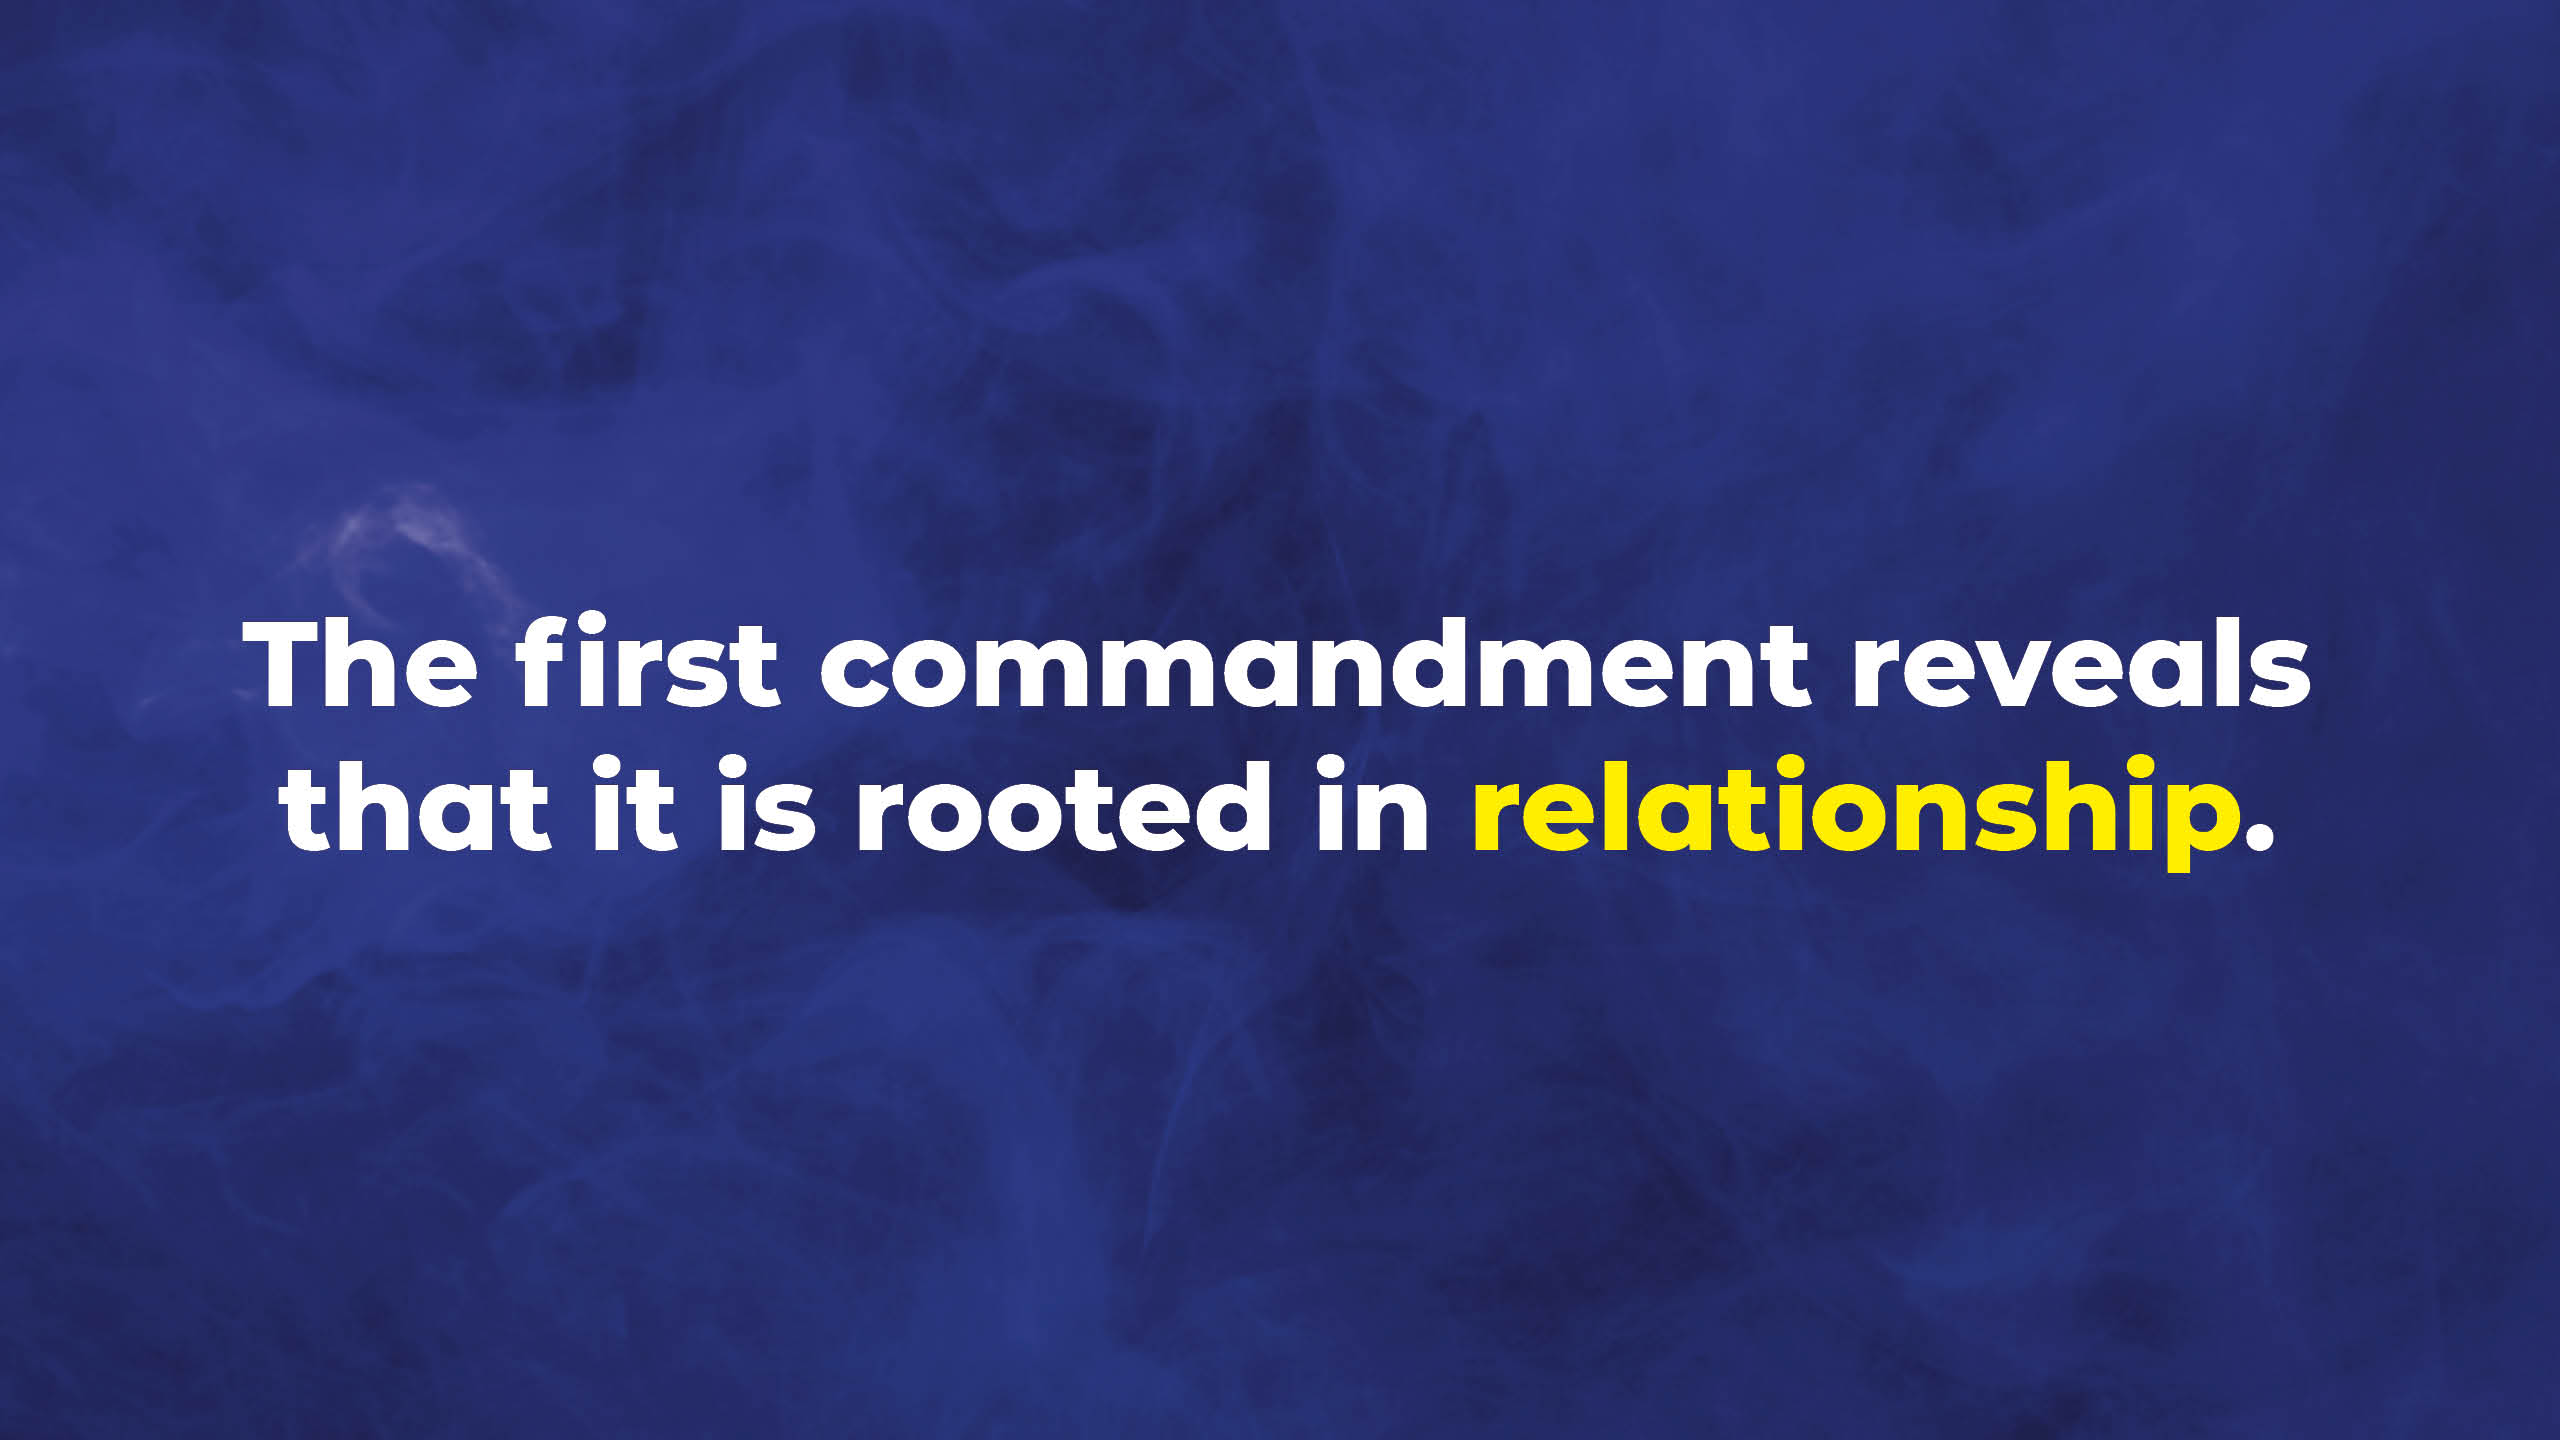 The first commandment reveals
that it is rooted in relationship.